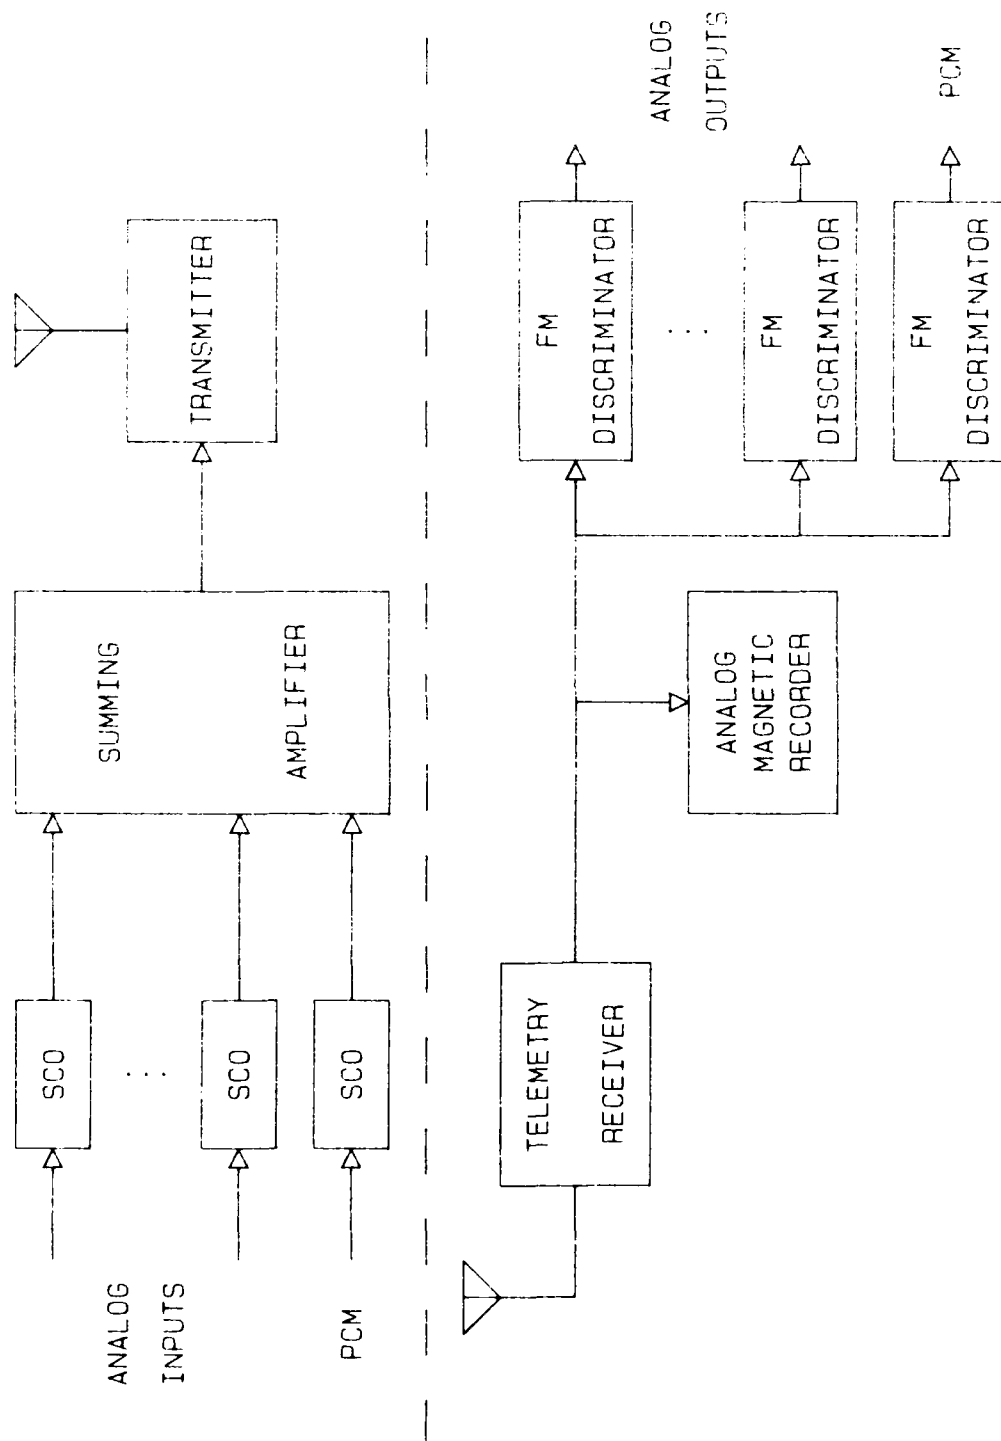 ANALOG
INPUTS
PCM
SCO
. . .
SCO
SCO
SUMMING
AMPLIFIER
TRANSMITTER
TELEMETRY
RECEIVER
ANALOG
MAGNETIC
RECORDER
FM
DISCRIMINATOR
. . .
FM
DISCRIMINATOR
FM
DISCRIMINATOR
ANALOG
OUTPUTS
PCM